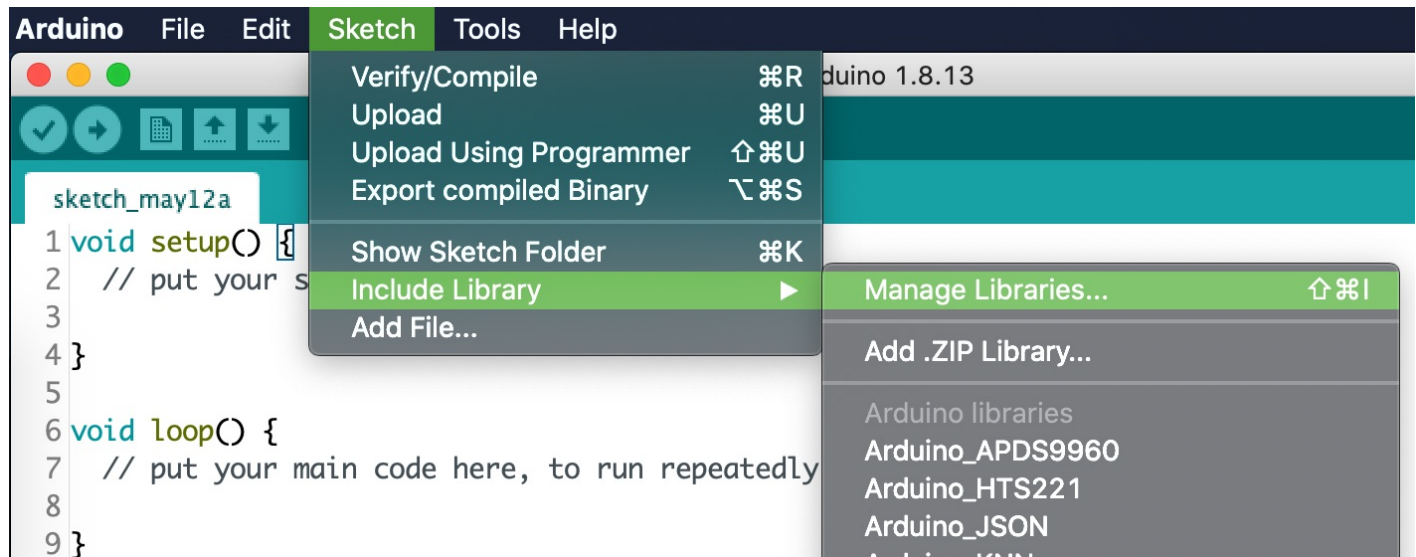 Arduino File Edit Sketch Tools Help
duino 1.8.13
Verify/Compile ⌘R
Upload ⌘U
Upload Using Programmer ⇧⌘U
Export compiled Binary ⌥⌘S
Show Sketch Folder ⌘K
Include Library ▶
Add File...
Manage Libraries... ⇧⌘I
Add .ZIP Library...
Arduino libraries
Arduino_APDS9960
Arduino_HTS221
Arduino_JSON
sketch_may12a
1 void setup() {
2 // put your s
3
4 }
5
6 void loop() {
7 // put your main code here, to run repeatedly
8
9 }